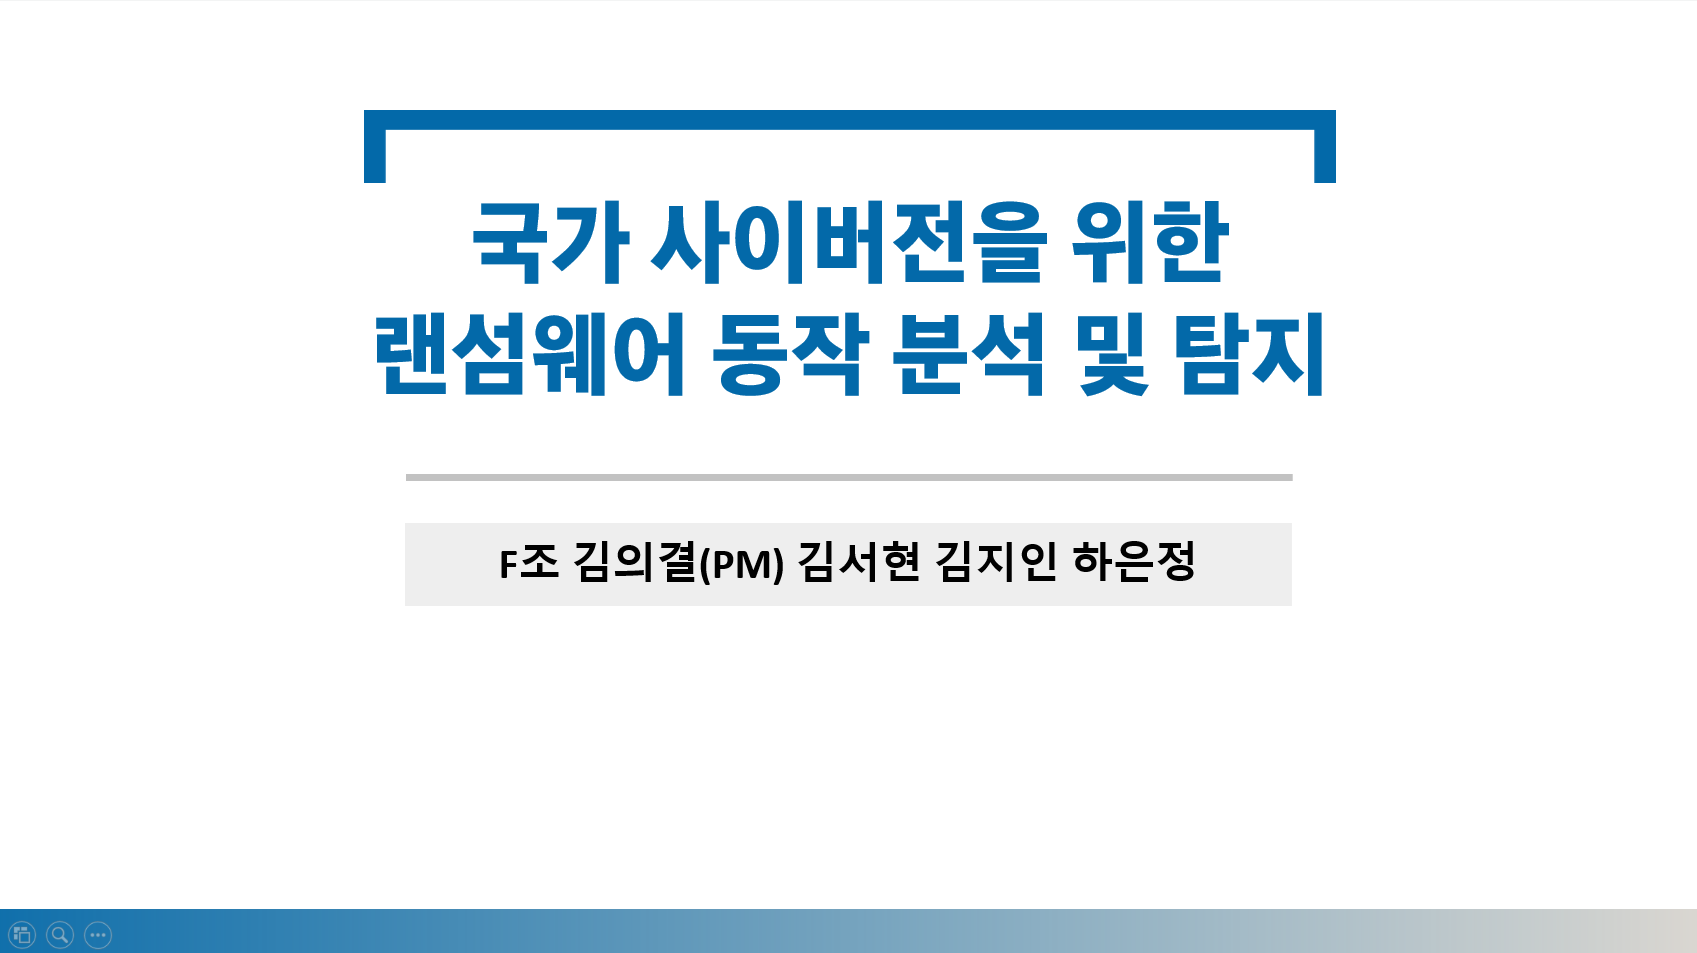 국가 사이버전을 위한
랜섬웨어 동작 분석 및 탐지
F조 김의결(PM) 김서현 김지인 하은정